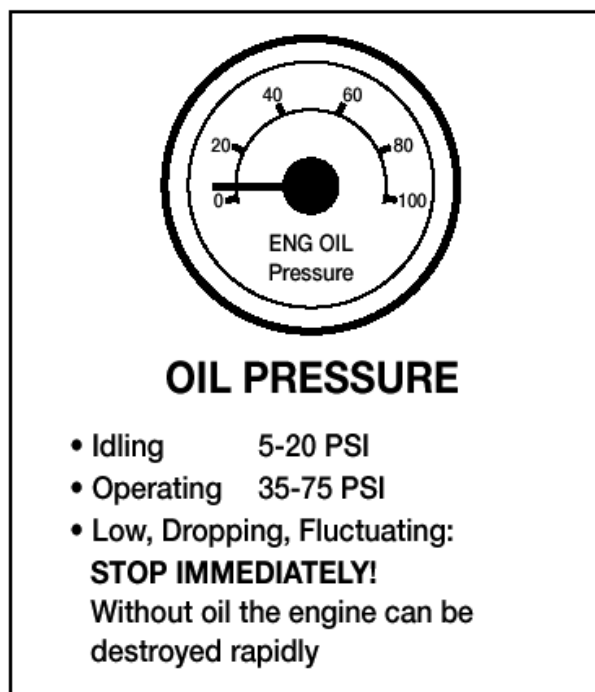 40 60
20 80
0 100
ENG OIL
Pressure
OIL PRESSURE
• Idling 5-20 PSI
• Operating 35-75 PSI
• Low, Dropping, Fluctuating:
STOP IMMEDIATELY!
Without oil the engine can be
destroyed rapidly